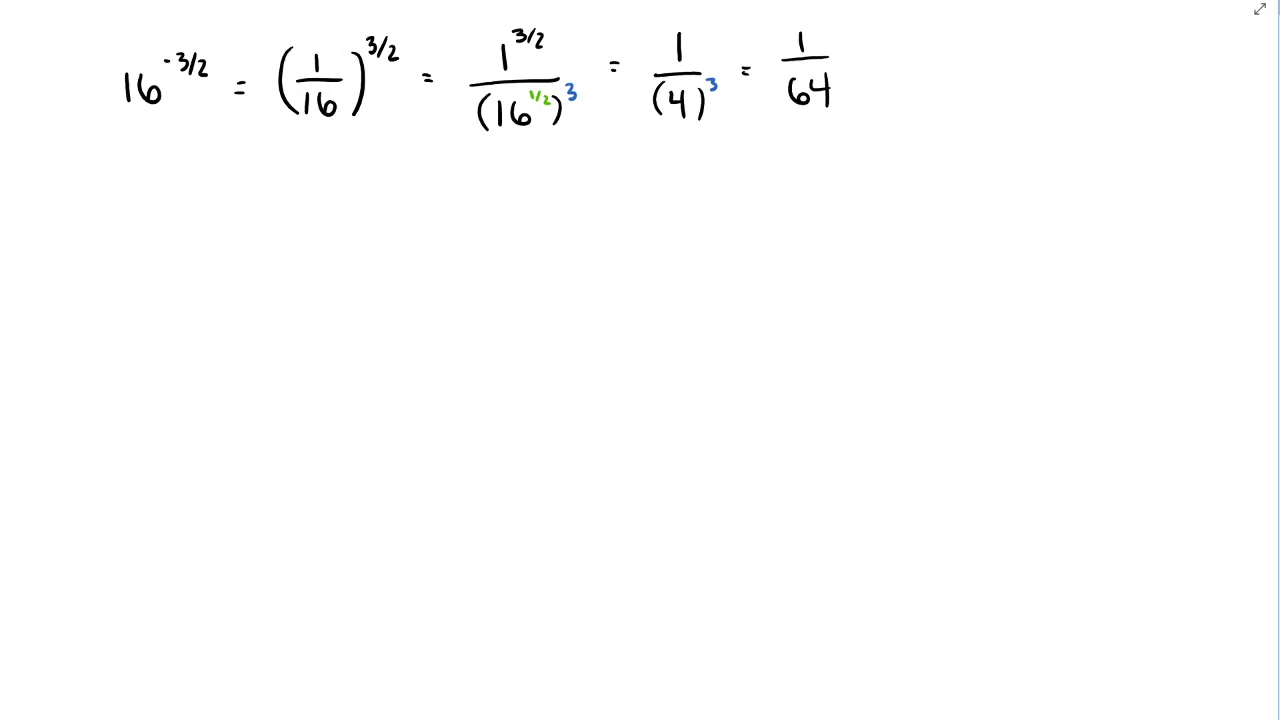 16^{-3/2} = (1/16)^{3/2} = 1^{3/2}/(16^{1/2})^3 = 1/(4)^3 = 1/64